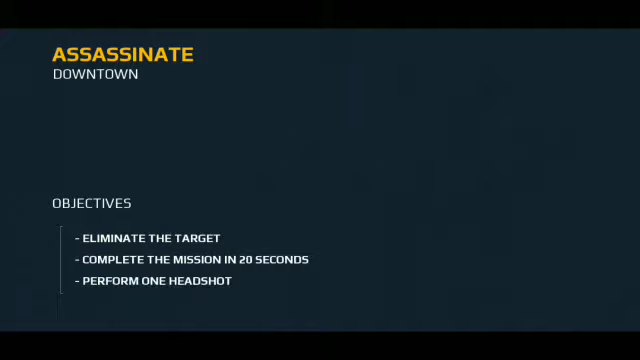 ASSASSINATE
DOWNTOWN
OBJECTIVES
- ELIMINATE THE TARGET
- COMPLETE THE MISSION IN 20 SECONDS
- PERFORM ONE HEADSHOT